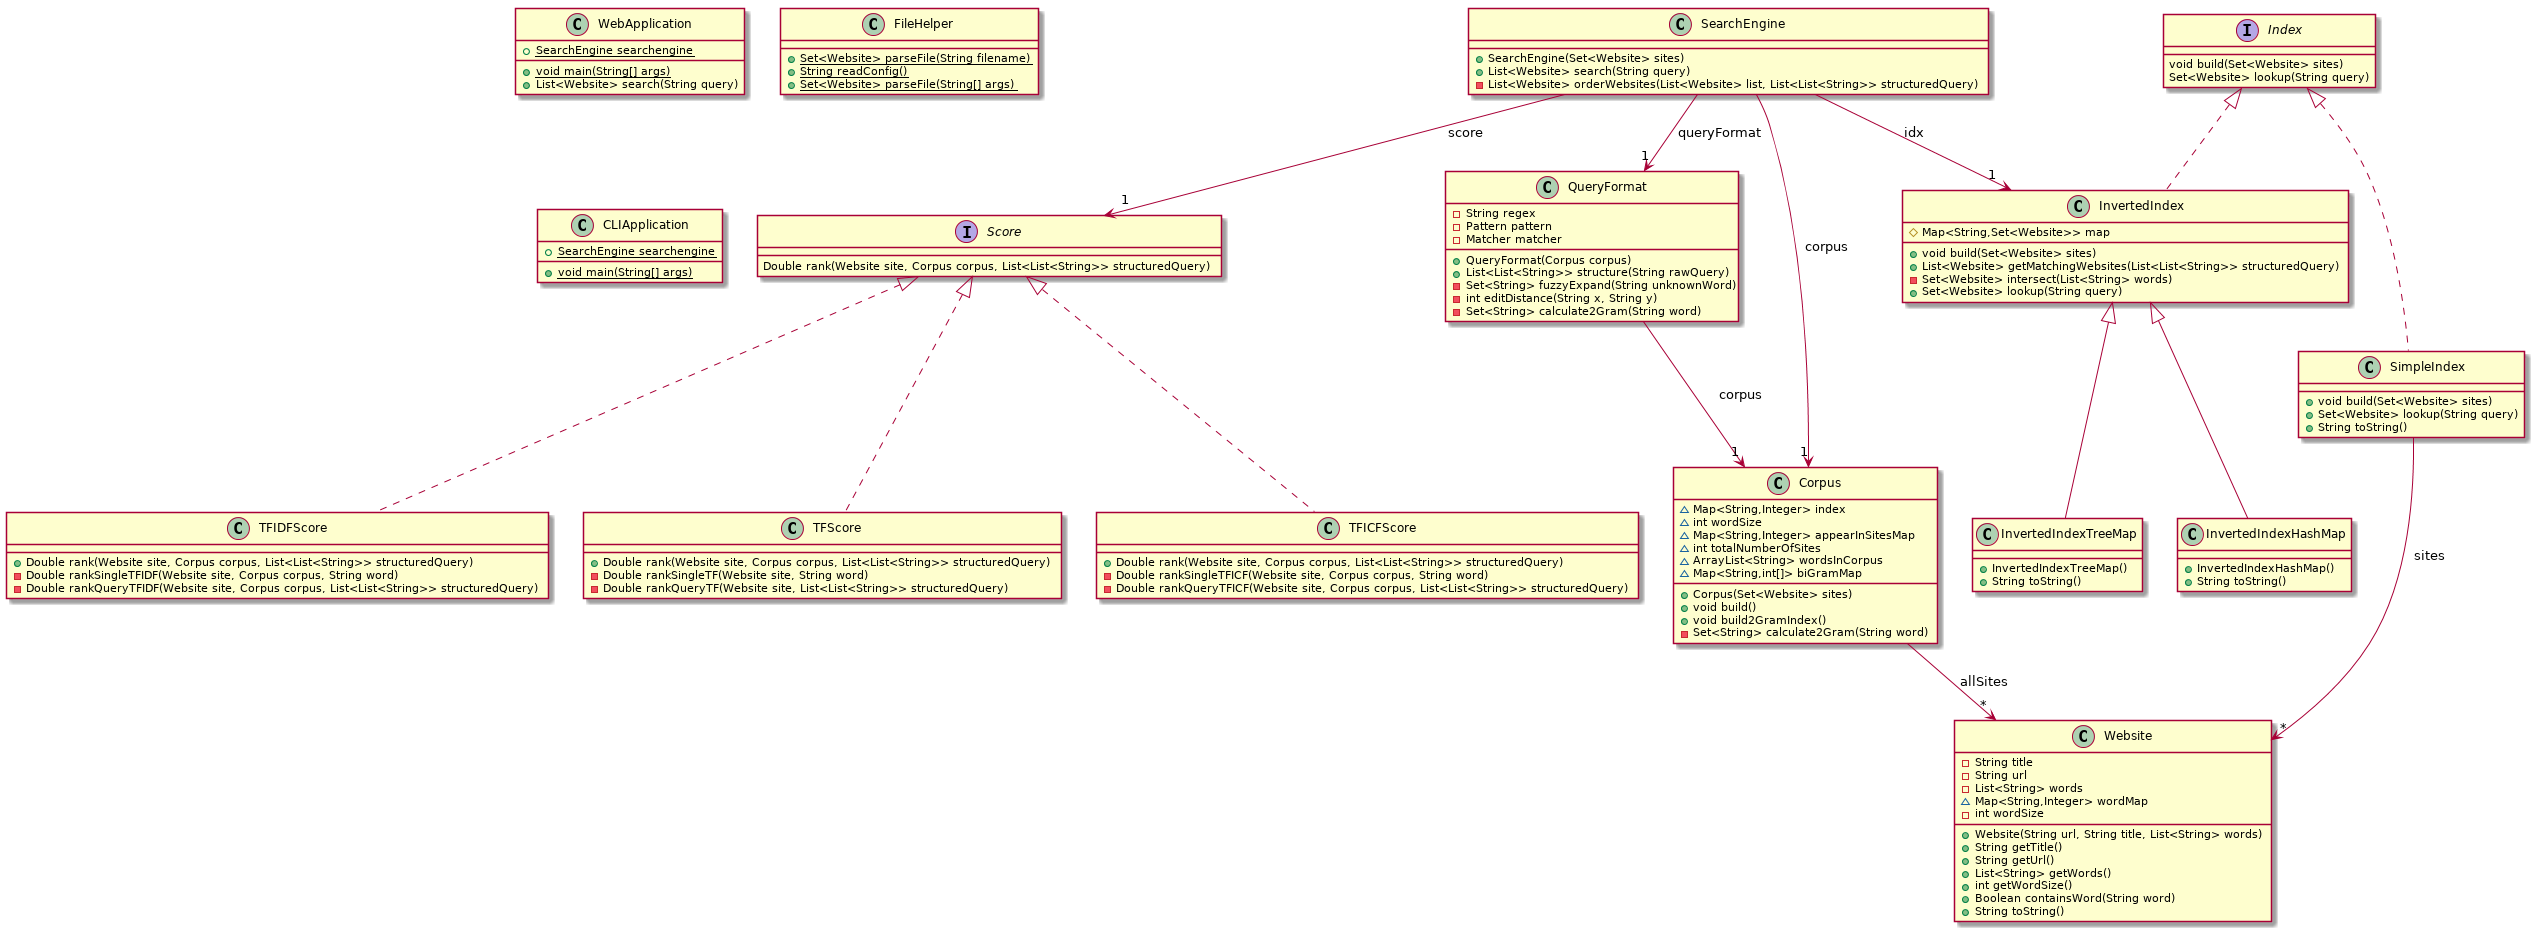 C WebApplication
SearchEngine searchengine
void main(String[] args)
List<Website> search(String query)
C FileHelper
Set<Website> parseFile(String filename)
String readConfig()
Set<Website> parseFile(String[] args)
C SearchEngine
SearchEngine(Set<Website> sites)
List<Website> search(String query)
List<Website> orderWebsites(List<Website> list, List<List<String>> structuredQuery)
I Index
void build(Set<Website> sites)
Set<Website> lookup(String query)
score
1
queryFormat
1
corpus
1
idx
1
C CLIApplication
SearchEngine searchengine
void main(String[] args)
I Score
Double rank(Website site, Corpus corpus, List<List<String>> structuredQuery)
C QueryFormat
String regex
Pattern pattern
Matcher matcher
QueryFormat(Corpus corpus)
List<List<String>> structure(String rawQuery)
Set<String> fuzzyExpand(String unknownWord)
int editDistance(String x, String y)
Set<String> calculate2Gram(String word)
C InvertedIndex
Map<String,Set<Website>> map
void build(Set<Website> sites)
List<Website> getMatchingWebsites(List<List<String>> structuredQuery)
Set<Website> intersect(List<String> words)
Set<Website> lookup(String query)
C SimpleIndex
void build(Set<Website> sites)
Set<Website> lookup(String query)
String toString()
corpus
1
C TFIDFScore
Double rank(Website site, Corpus corpus, List<List<String>> structuredQuery)
Double rankSingleTFIDF(Website site, Corpus corpus, String word)
Double rankQueryTFIDF(Website site, Corpus corpus, List<List<String>> structuredQuery)
C TFScore
Double rank(Website site, Corpus corpus, List<List<String>> structuredQuery)
Double rankSingleTF(Website site, String word)
Double rankQueryTF(Website site, List<List<String>> structuredQuery)
C TFICFScore
Double rank(Website site, Corpus corpus, List<List<String>> structuredQuery)
Double rankSingleTFICF(Website site, Corpus corpus, String word)
Double rankQueryTFICF(Website site, Corpus corpus, List<List<String>> structuredQuery)
C Corpus
Map<String,Integer> index
int wordSize
Map<String,Integer> appearInSitesMap
int totalNumberOfSites
ArrayList<String> wordsInCorpus
Map<String,int[]> biGramMap
Corpus(Set<Website> sites)
void build()
void build2GramIndex()
Set<String> calculate2Gram(String word)
C InvertedIndexTreeMap
InvertedIndexTreeMap()
String toString()
C InvertedIndexHashMap
InvertedIndexHashMap()
String toString()
sites
*
allSites
*
C Website
String title
String url
List<String> words
Map<String,Integer> wordMap
int wordSize
Website(String url, String title, List<String> words)
String getTitle()
String getUrl()
List<String> getWords()
int getWordSize()
Boolean containsWord(String word)
String toString()